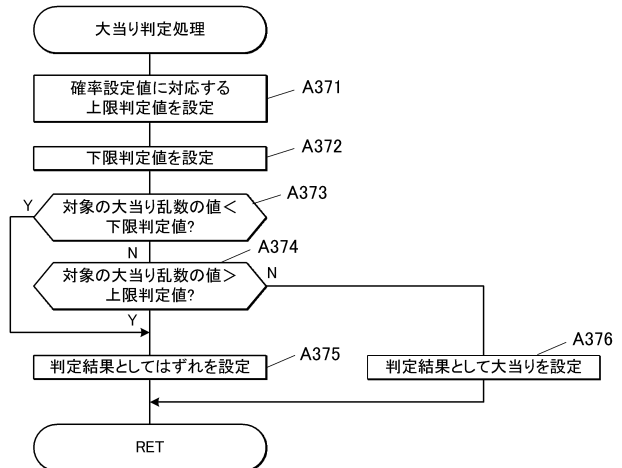 大当り判定処理
確率設定値に対応する
上限判定値を設定
A371
下限判定値を設定
A372
対象の大当り乱数の値<
下限判定値?
A373
Y
N
対象の大当り乱数の値>
上限判定値?
A374
N
Y
判定結果としてはずれを設定
A375
判定結果として大当りを設定
A376
RET